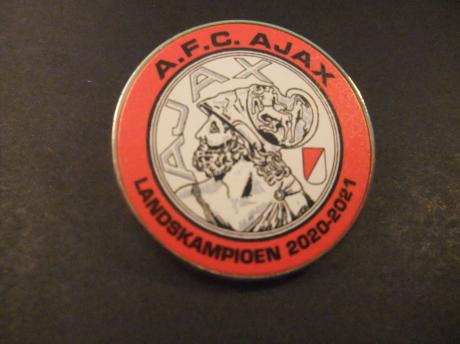 A.F.C. AJAX
AJAX
LANDSKAMPIOEN 2020-2021